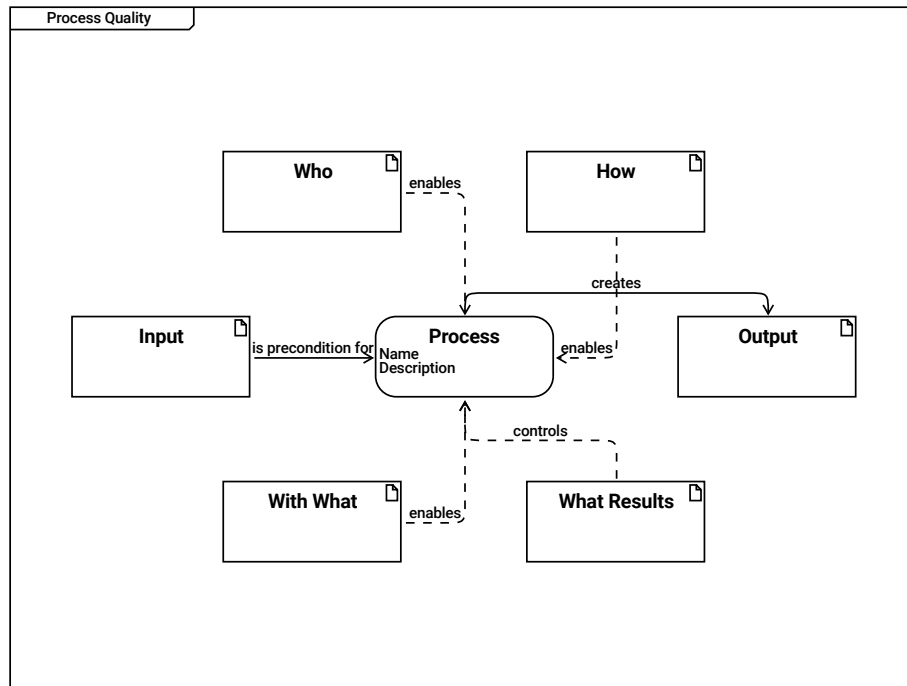 Process Quality
Who
How
enables
creates
Input
Process
Output
is precondition for
Name
Description
enables
controls
With What
What Results
enables